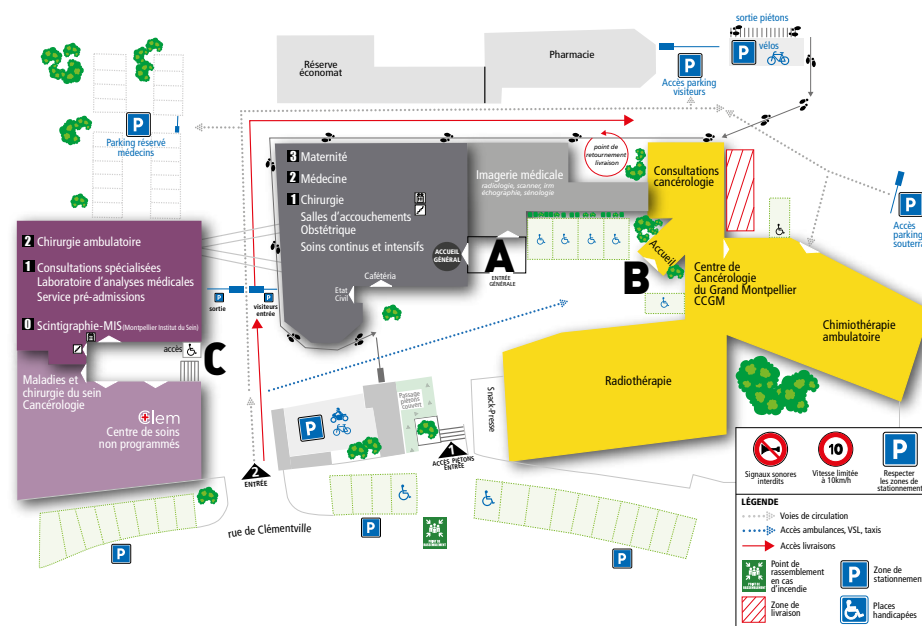 sortie piétons
P
vélos
Réserve
économat
Pharmacie
P
Accès parking
visiteurs
P
Parking réservé
médecins
3 Maternité
2 Médecine
1 Chirurgie
Salles d'accouchements
Obstétrique
Soins continus et intensifs
Imagerie médicale
radiologie, scanner, irm
échographie, sénologie
point de
retournement
livraison
Consultations
cancérologie
P
Accès
parking
souterra
2 Chirurgie ambulatoire
1 Consultations spécialisées
Laboratoire d'analyses médicales
Service pré-admissions
0 Scintigraphie-MIS (Montpellier Institut du Sein)
accès
C
Maladies et
chirurgie du sein
Cancérologie
Clem
Centre de soins
non programmés
P
sortie
P
visiteurs
entrée
ACCUEIL
GÉNÉRAL
A
ENTRÉE
GÉNÉRALE
Cafétéria
Etat
Civil
Accueil
B
Centre de
Cancérologie
du Grand Montpellier
CCGM
Chimiothérapie
ambulatoire
Radiothérapie
Snack-Presse
Passage
piétons
couvert
P
1
ACCÈS PIÉTONS
ENTRÉE
2
ENTRÉE
rue de Clémentville
P
P
POINT DE
RASSEMBLEMENT
P
Signaux sonores
interdits
10
Vitesse limitée
à 10km/h
P
Respecter
les zones de
stationnement
LÉGENDE
Voies de circulation
Accès ambulances, VSL, taxis
Accès livraisons
Point de
rassemblement
en cas
d'incendie
P
Zone de
stationnement
Zone de
livraison
Places
handicapées